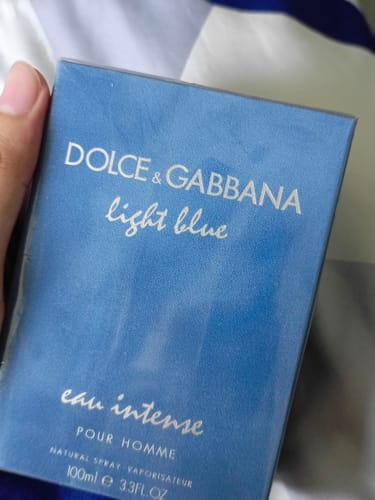 DOLCE & GABBANA
light blue
eau intense
POUR HOMME
NATURAL SPRAY VAPORISATEUR
100ml ℮ 3.3FL.OZ